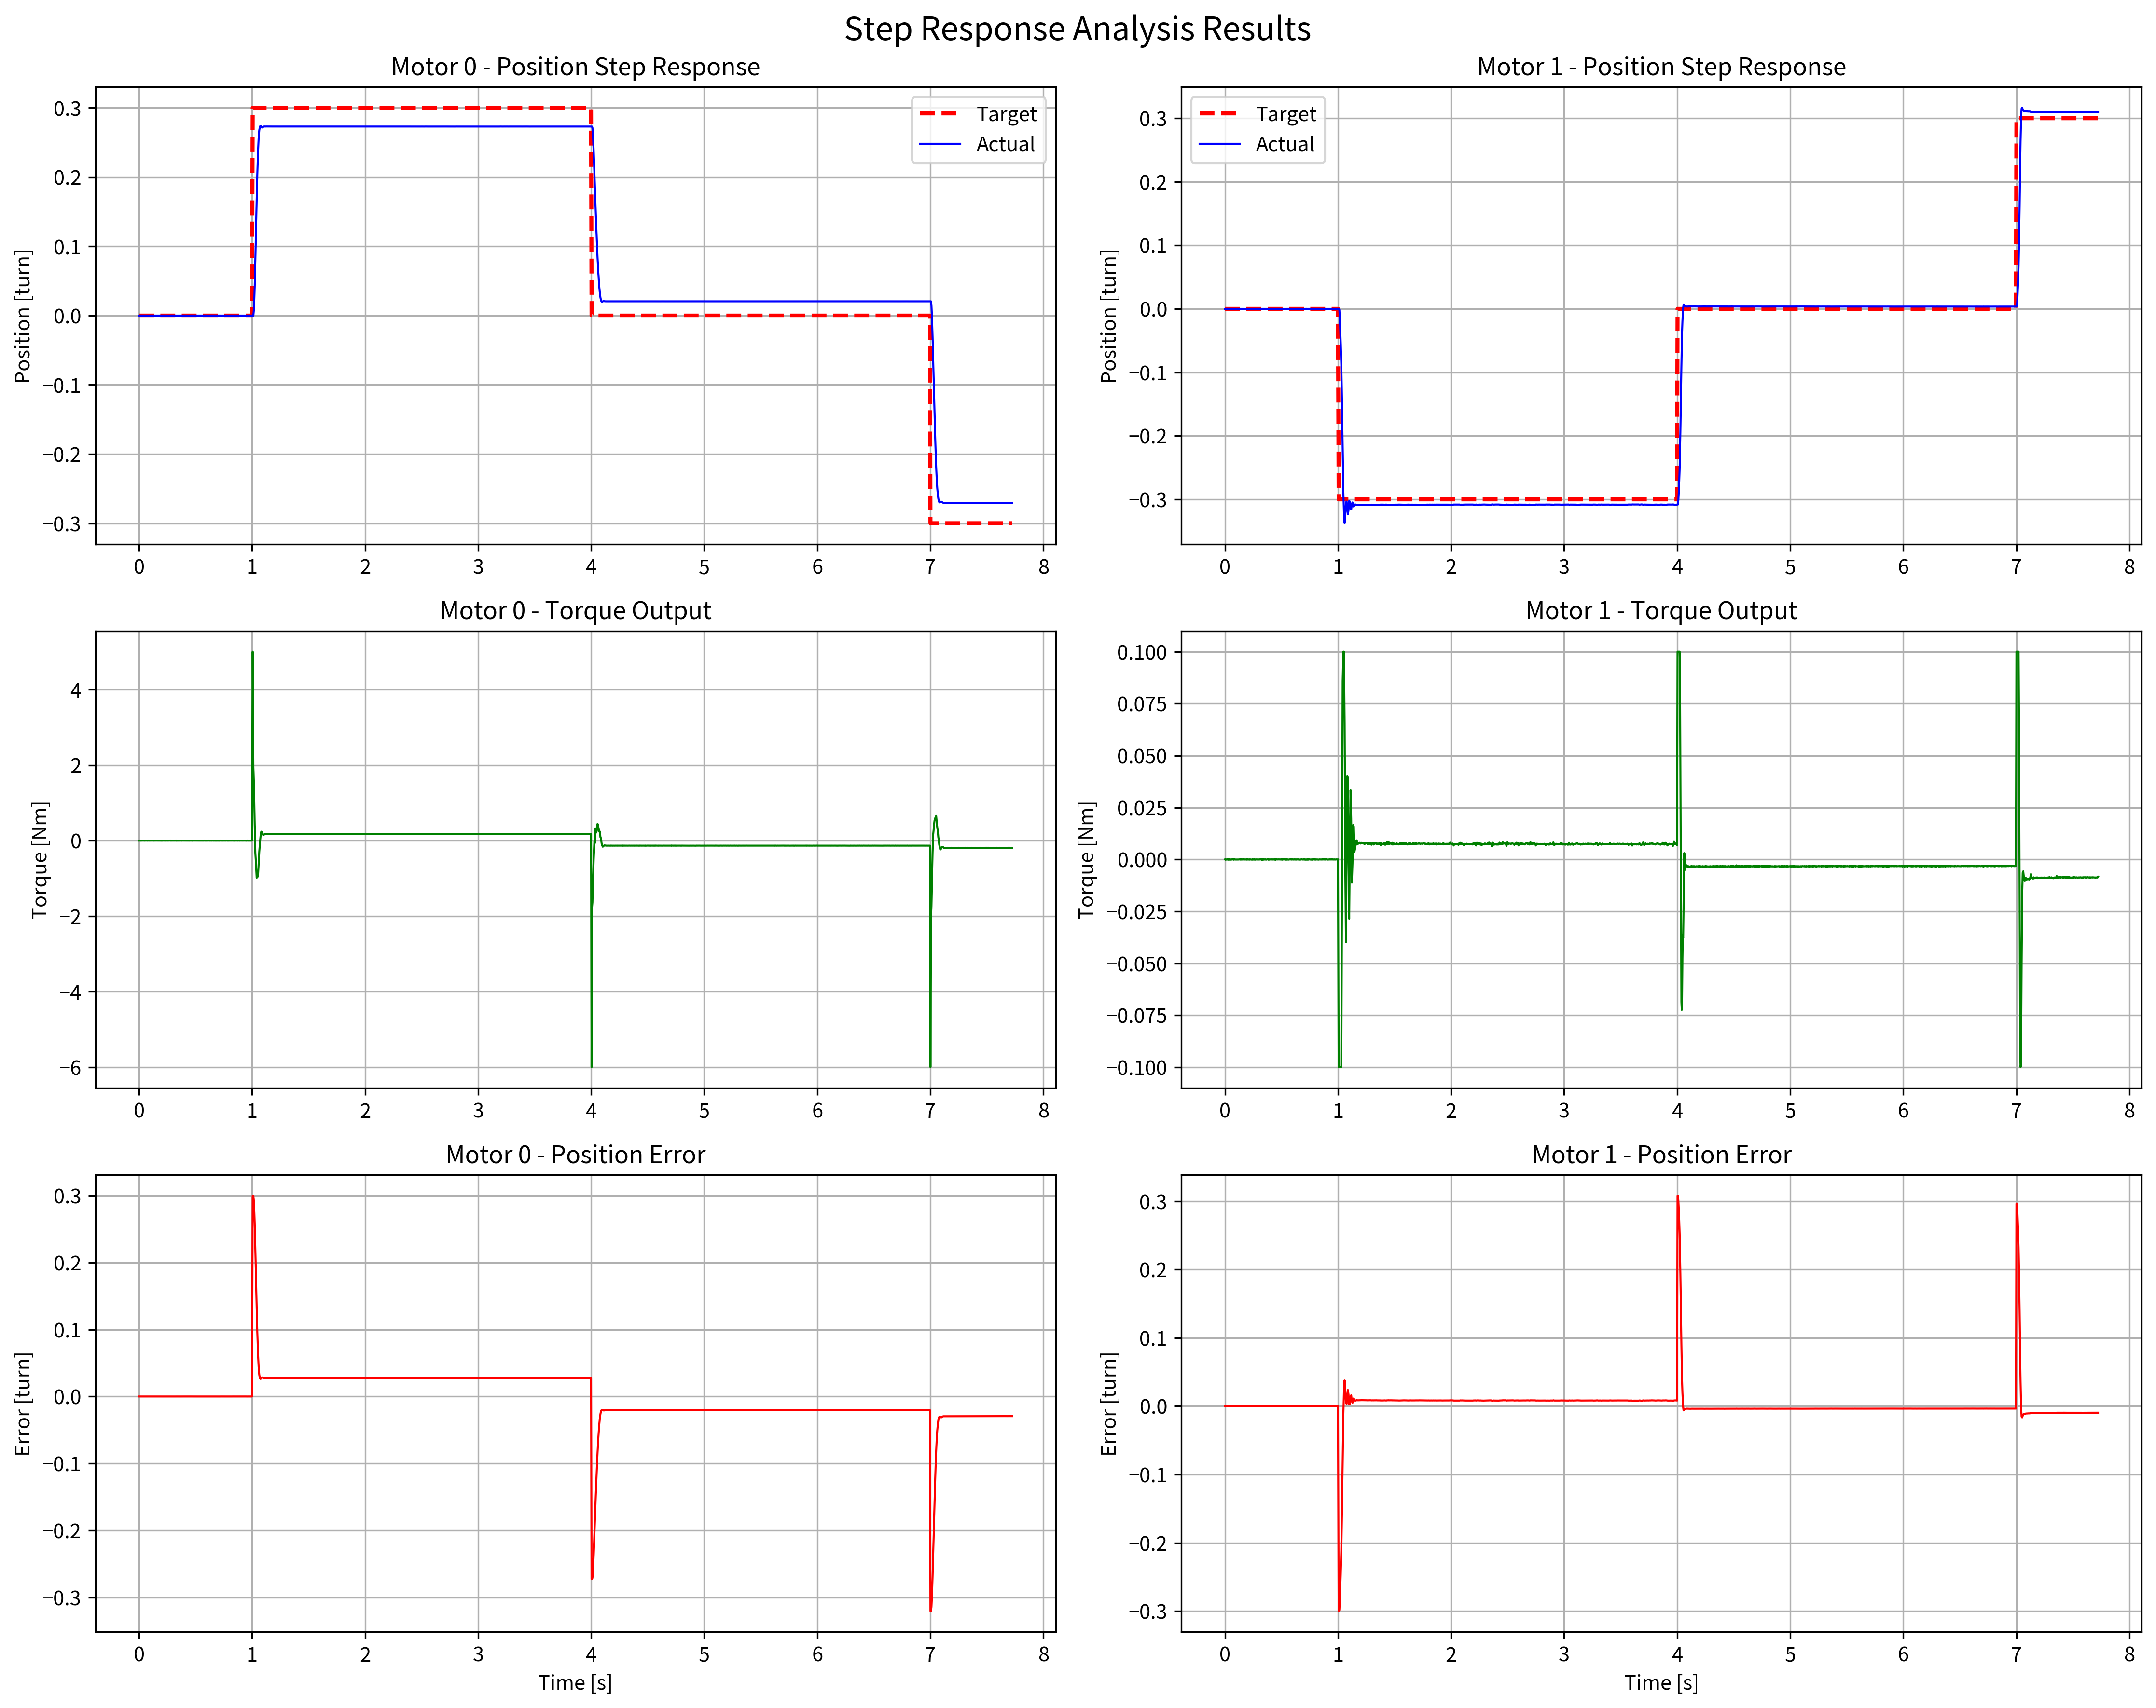 Step Response Analysis Results
Motor 0 - Position Step Response
Position [turn]
0.3
0.2
0.1
0.0
−0.1
−0.2
−0.3
0 1 2 3 4 5 6 7 8
Target
Actual
Motor 1 - Position Step Response
Position [turn]
0.3
0.2
0.1
0.0
−0.1
−0.2
−0.3
0 1 2 3 4 5 6 7 8
Target
Actual
Motor 0 - Torque Output
Torque [Nm]
4
2
0
−2
−4
−6
0 1 2 3 4 5 6 7 8
Motor 1 - Torque Output
Torque [Nm]
0.100
0.075
0.050
0.025
0.000
−0.025
−0.050
−0.075
−0.100
0 1 2 3 4 5 6 7 8
Motor 0 - Position Error
Error [turn]
0.3
0.2
0.1
0.0
−0.1
−0.2
−0.3
0 1 2 3 4 5 6 7 8
Time [s]
Motor 1 - Position Error
Error [turn]
0.3
0.2
0.1
0.0
−0.1
−0.2
−0.3
0 1 2 3 4 5 6 7 8
Time [s]